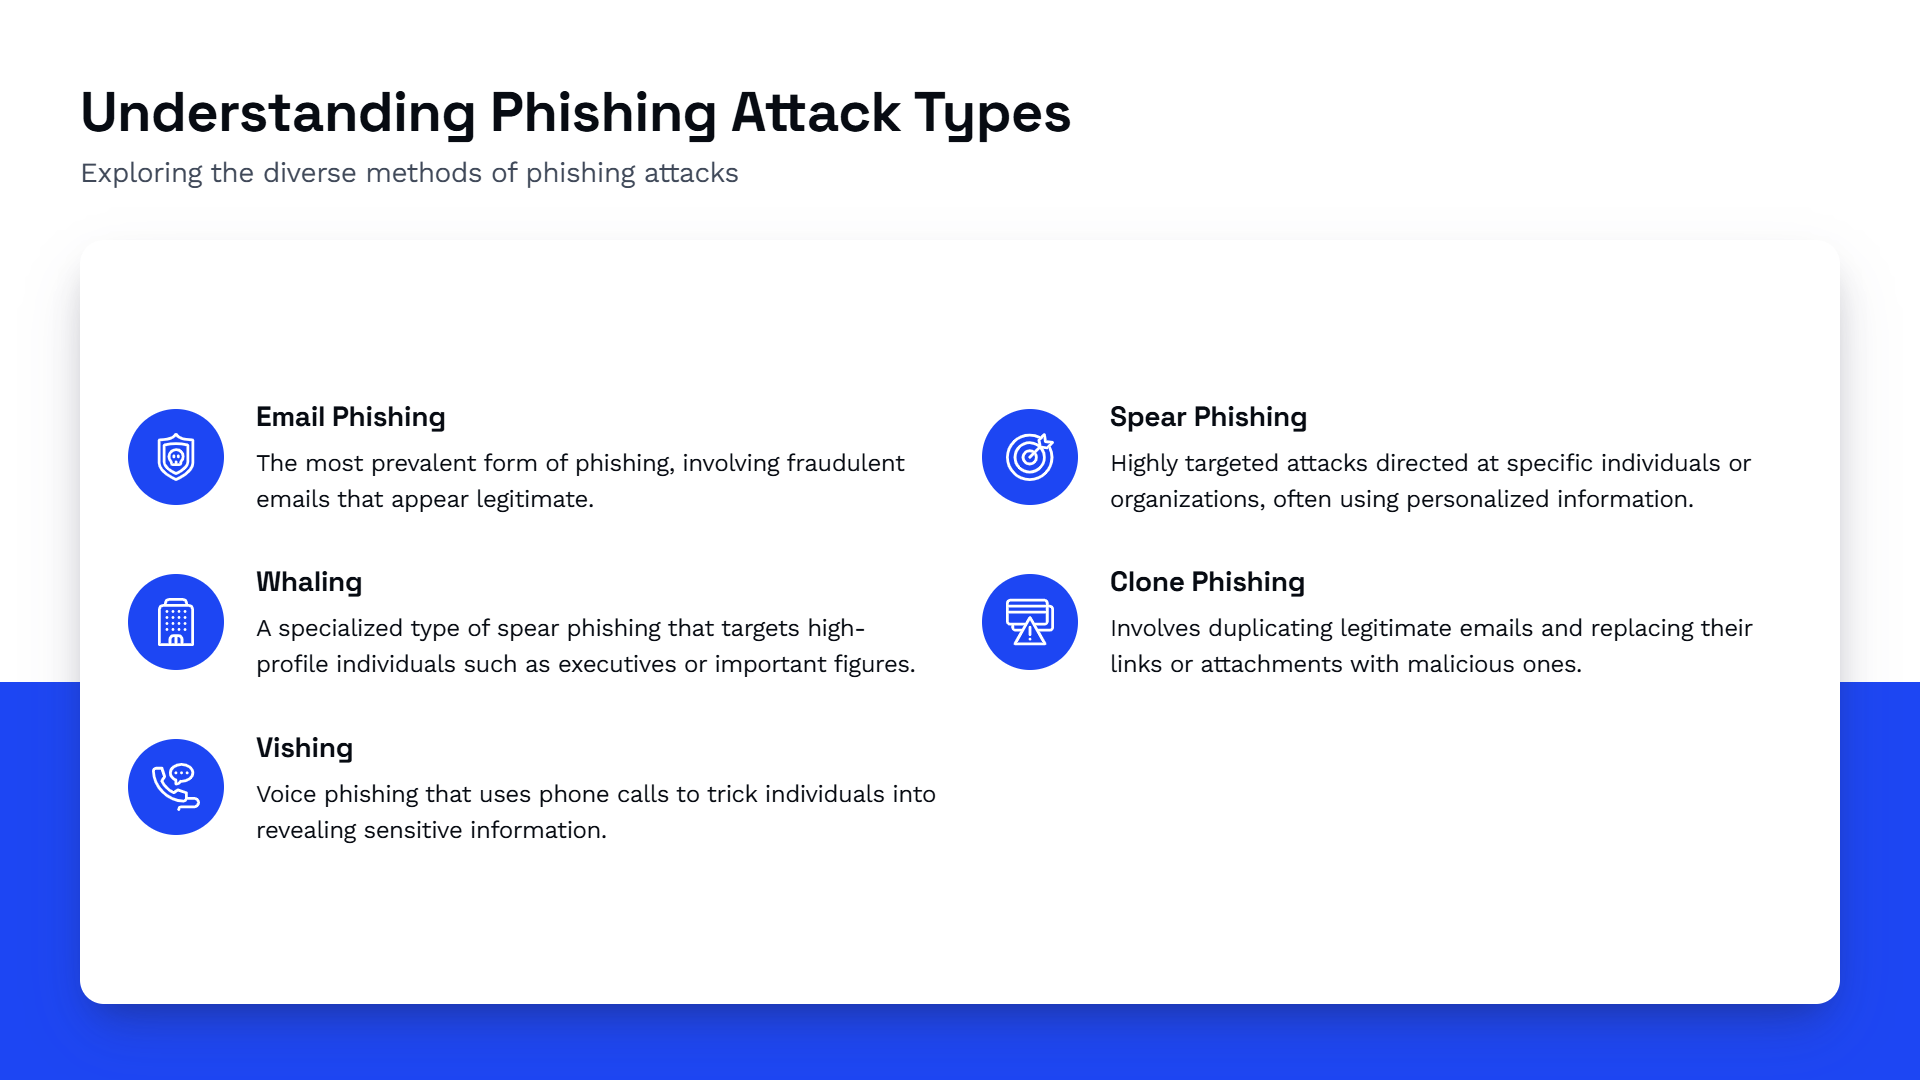 Understanding Phishing Attack Types
Exploring the diverse methods of phishing attacks
Email Phishing
The most prevalent form of phishing, involving fraudulent
emails that appear legitimate.
Spear Phishing
Highly targeted attacks directed at specific individuals or
organizations, often using personalized information.
Whaling
A specialized type of spear phishing that targets high-
profile individuals such as executives or important figures.
Clone Phishing
Involves duplicating legitimate emails and replacing their
links or attachments with malicious ones.
Vishing
Voice phishing that uses phone calls to trick individuals into
revealing sensitive information.